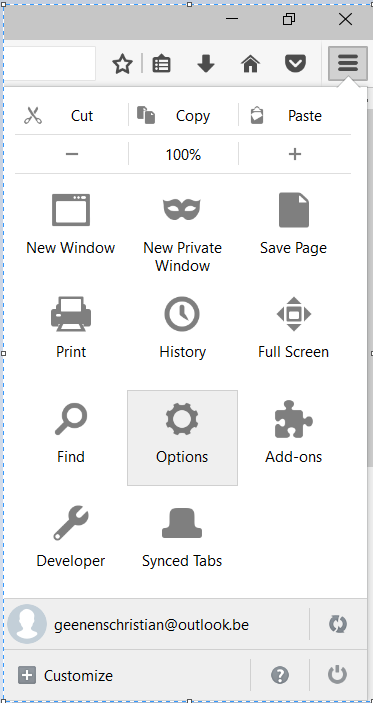 Cut Copy Paste
100%
New Window New Private Window Save Page
Print History Full Screen
Find Options Add-ons
Developer Synced Tabs
geenenschristian@outlook.be
Customize